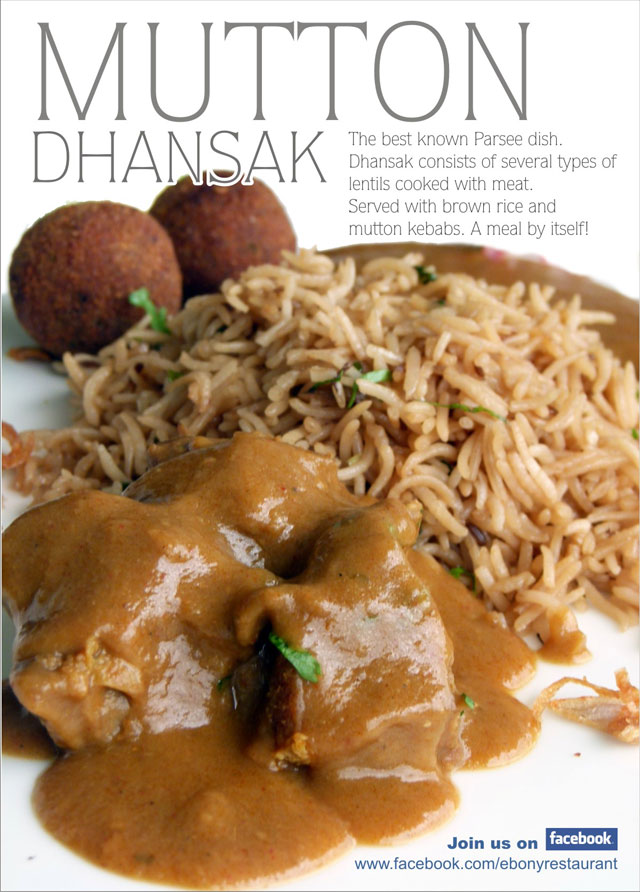 MUTTON
DHANSAK
The best known Parsee dish.
Dhansak consists of several types of
lentils cooked with meat.
Served with brown rice and
mutton kebabs. A meal by itself!
Join us on facebook
www.facebook.com/ebonyrestaurant